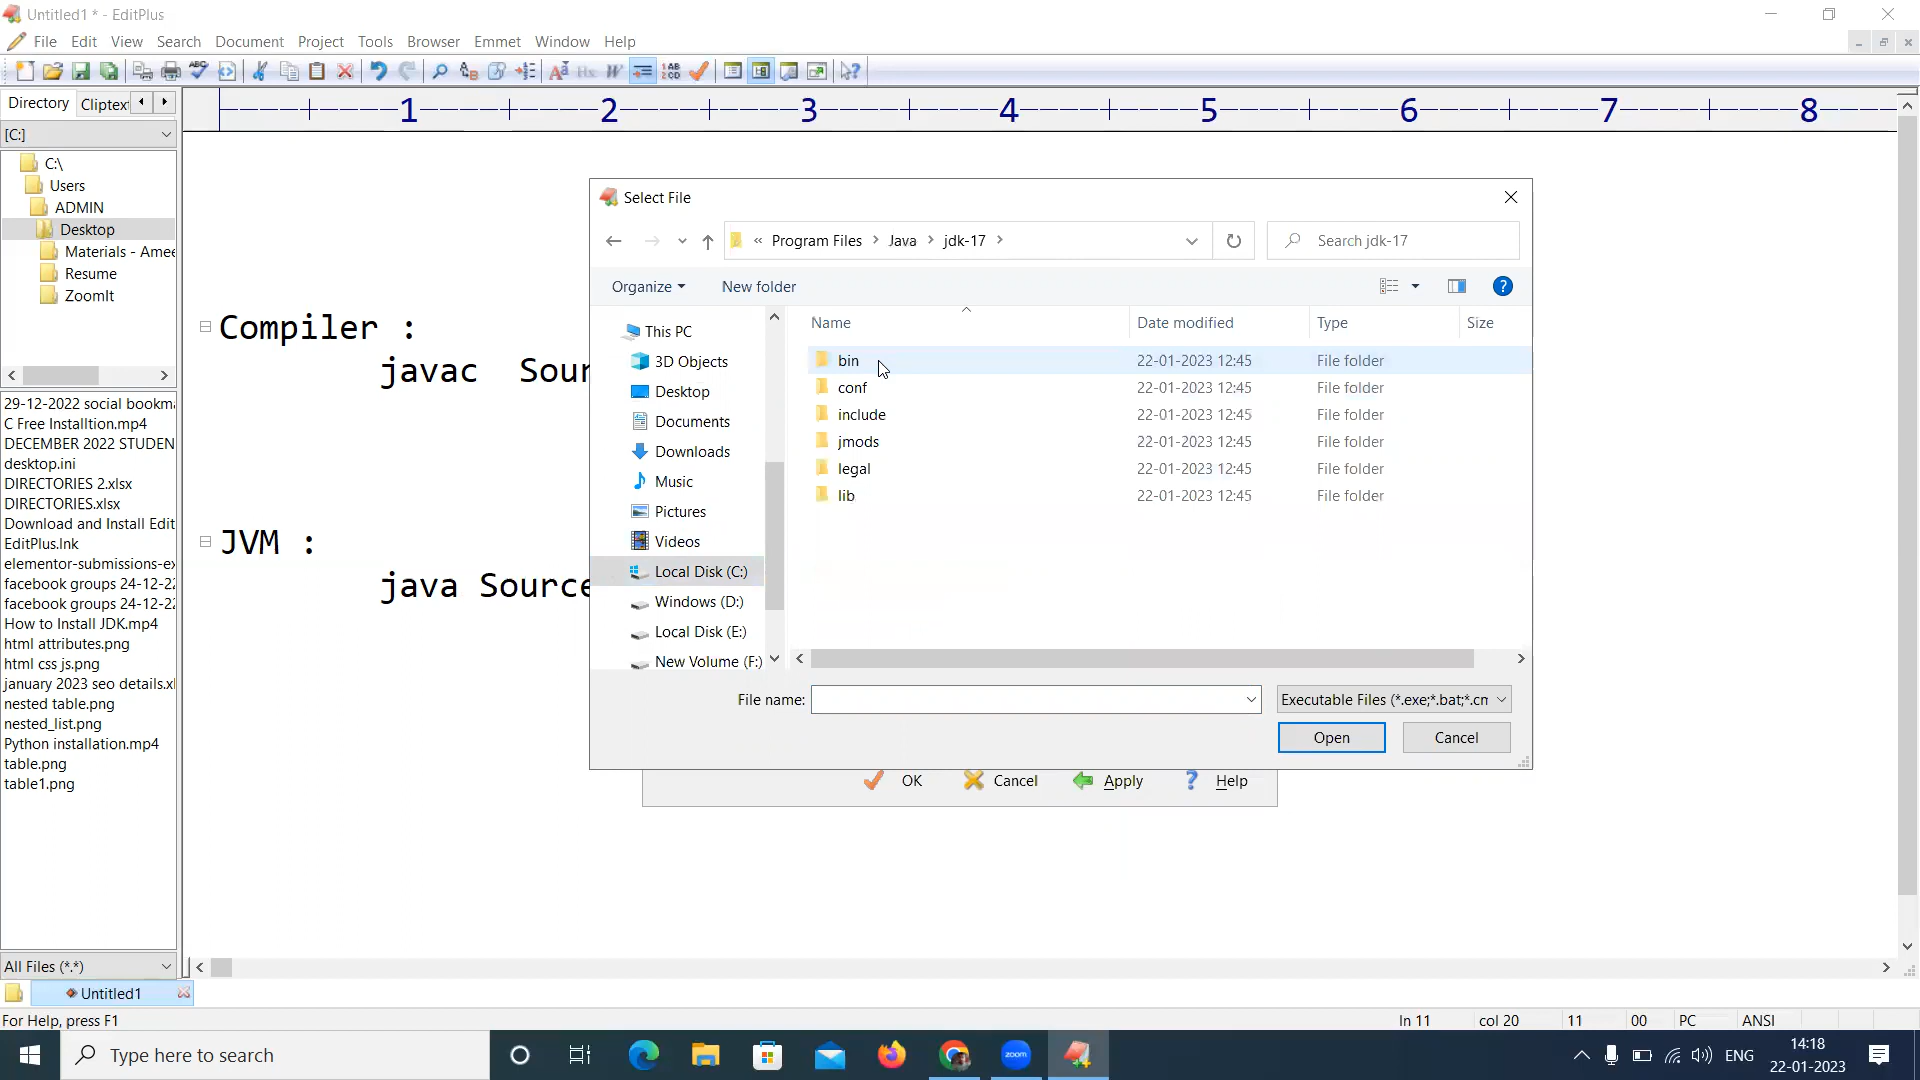 Untitled1 * - EditPlus
File Edit View Search Document Project Tools Browser Emmet Window Help
Directory Cliptex
1 2 3 4 5 6 7 8
[C:]
C:\
Users
ADMIN
Desktop
Materials - Amee
Resume
ZoomIt
29-12-2022 social bookma
C Free Installtion.mp4
DECEMBER 2022 STUDEN
desktop.ini
DIRECTORIES 2.xlsx
DIRECTORIES.xlsx
Download and Install Edit
EditPlus.lnk
elementor-submissions-ex
facebook groups 24-12-22
facebook groups 24-12-22
How to Install JDK.mp4
html attributes.png
html css js.png
january 2023 seo details.xl
nested table.png
nested_list.png
Python installation.mp4
table.png
table1.png
All Files (*.*)
Compiler :
javac Sour
JVM :
java Source
Select File
« Program Files > Java > jdk-17 >
Search jdk-17
Organize New folder
This PC
3D Objects
Desktop
Documents
Downloads
Music
Pictures
Videos
Local Disk (C:)
Windows (D:)
Local Disk (E:)
New Volume (F:)
Name Date modified Type Size
bin 22-01-2023 12:45 File folder
conf 22-01-2023 12:45 File folder
include 22-01-2023 12:45 File folder
jmods 22-01-2023 12:45 File folder
legal 22-01-2023 12:45 File folder
lib 22-01-2023 12:45 File folder
File name: Executable Files (*.exe;*.bat;*.cm
Open Cancel
OK Cancel Apply Help
Untitled1
For Help, press F1
ln 11 col 20 11 00 PC ANSI
Type here to search
zoom
ENG
14:18
22-01-2023